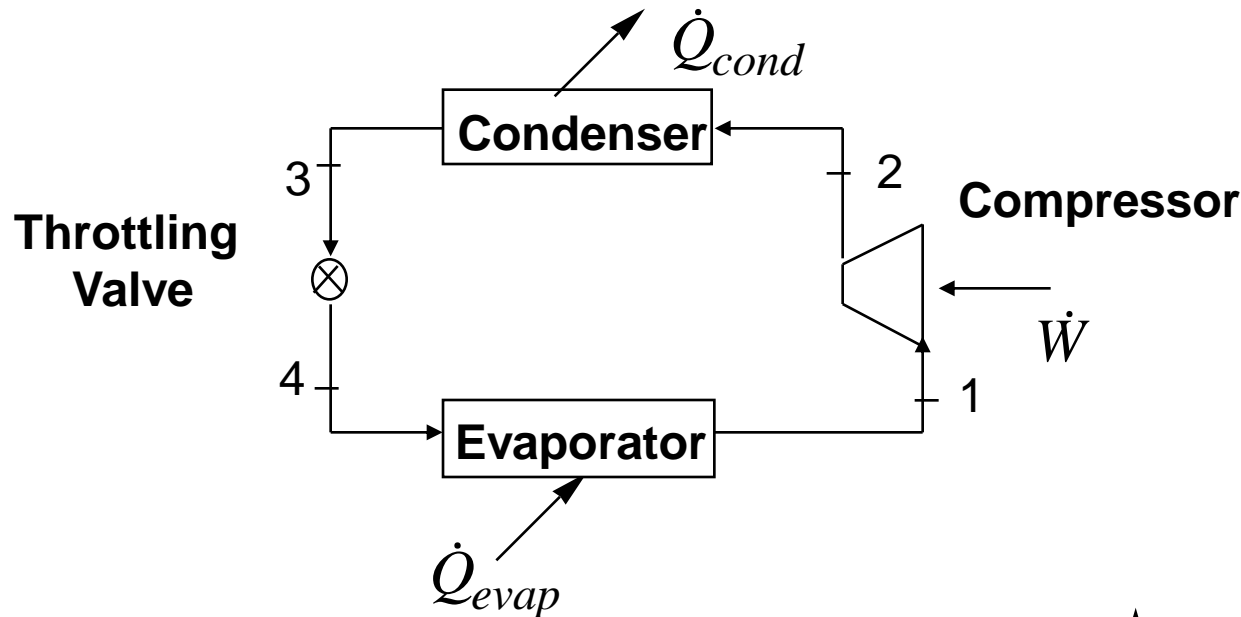 Q̇cond
Condenser
3
2
Compressor
Throttling
Valve
Ẇ
4
1
Evaporator
Q̇evap